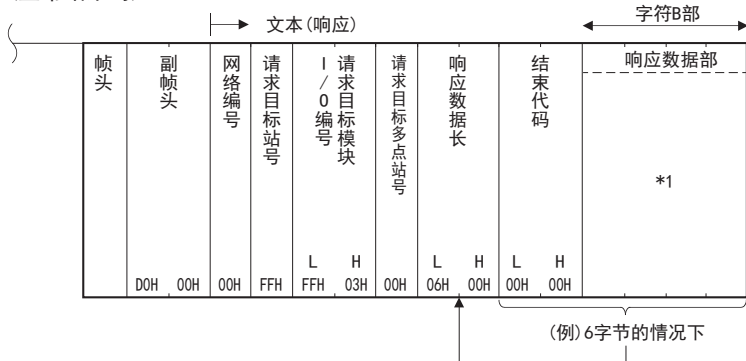 文本(响应)
字符B部
帧头
副帧头
网络编号
请求目标站号
请求目标模块
I/O编号
请求目标多点站号
响应数据长
结束代码
响应数据部
*1
L H L H L H
D0H 00H 00H FFH FFH 03H 00H 06H 00H 00H 00H
(例)6字节的情况下